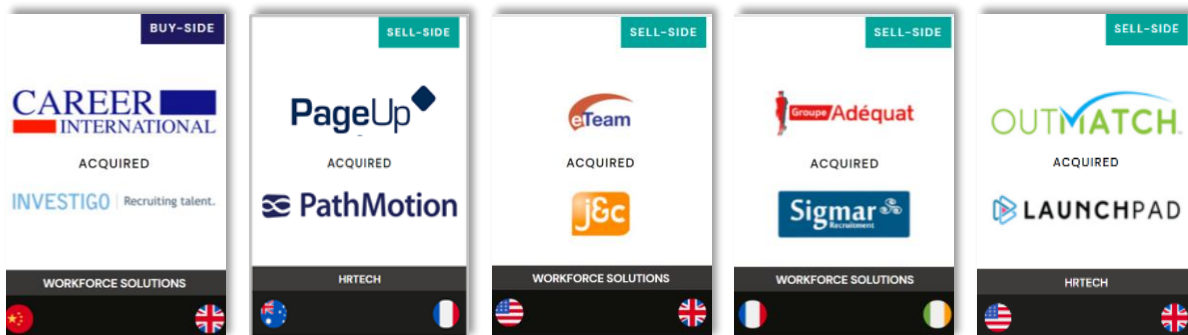 BUY-SIDE
CAREER
INTERNATIONAL
ACQUIRED
INVESTIGO Recruiting talent.
WORKFORCE SOLUTIONS
SELL-SIDE
PageUp
ACQUIRED
PathMotion
HRTECH
SELL-SIDE
eTeam
ACQUIRED
j&c
WORKFORCE SOLUTIONS
SELL-SIDE
Groupe Adéquat
ACQUIRED
Sigmar
Recruitment
WORKFORCE SOLUTIONS
SELL-SIDE
OUTMATCH
ACQUIRED
LAUNCHPAD
HRTECH